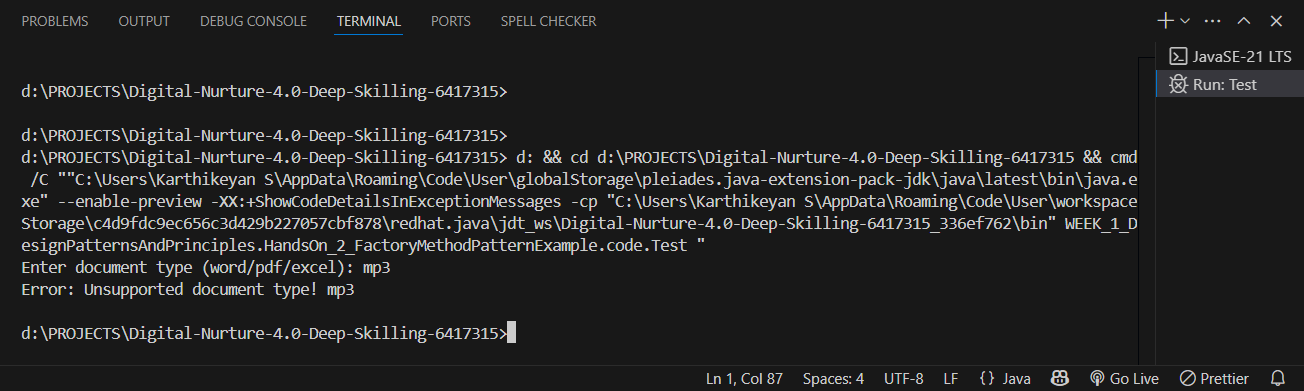 PROBLEMS OUTPUT DEBUG CONSOLE TERMINAL PORTS SPELL CHECKER
JavaSE-21 LTS
Run: Test
d:\PROJECTS\Digital-Nurture-4.0-Deep-Skilling-6417315>
d:\PROJECTS\Digital-Nurture-4.0-Deep-Skilling-6417315>
d:\PROJECTS\Digital-Nurture-4.0-Deep-Skilling-6417315> d: && cd d:\PROJECTS\Digital-Nurture-4.0-Deep-Skilling-6417315 && cmd
/C ""C:\Users\Karthikeyan S\AppData\Roaming\Code\User\globalStorage\pleiades.java-extension-pack-jdk\java\latest\bin\java.e
xe" --enable-preview -XX:+ShowCodeDetailsInExceptionMessages -cp "C:\Users\Karthikeyan S\AppData\Roaming\Code\User\workspace
Storage\c4d9fdc9ec656c3d429b227057cbf878\redhat.java\jdt_ws\Digital-Nurture-4.0-Deep-Skilling-6417315_336ef762\bin" WEEK_1_D
esignPatternsAndPrinciples.HandsOn_2_FactoryMethodPatternExample.code.Test "
Enter document type (word/pdf/excel): mp3
Error: Unsupported document type! mp3
d:\PROJECTS\Digital-Nurture-4.0-Deep-Skilling-6417315>
Ln 1, Col 87 Spaces: 4 UTF-8 LF {} Java Go Live Prettier